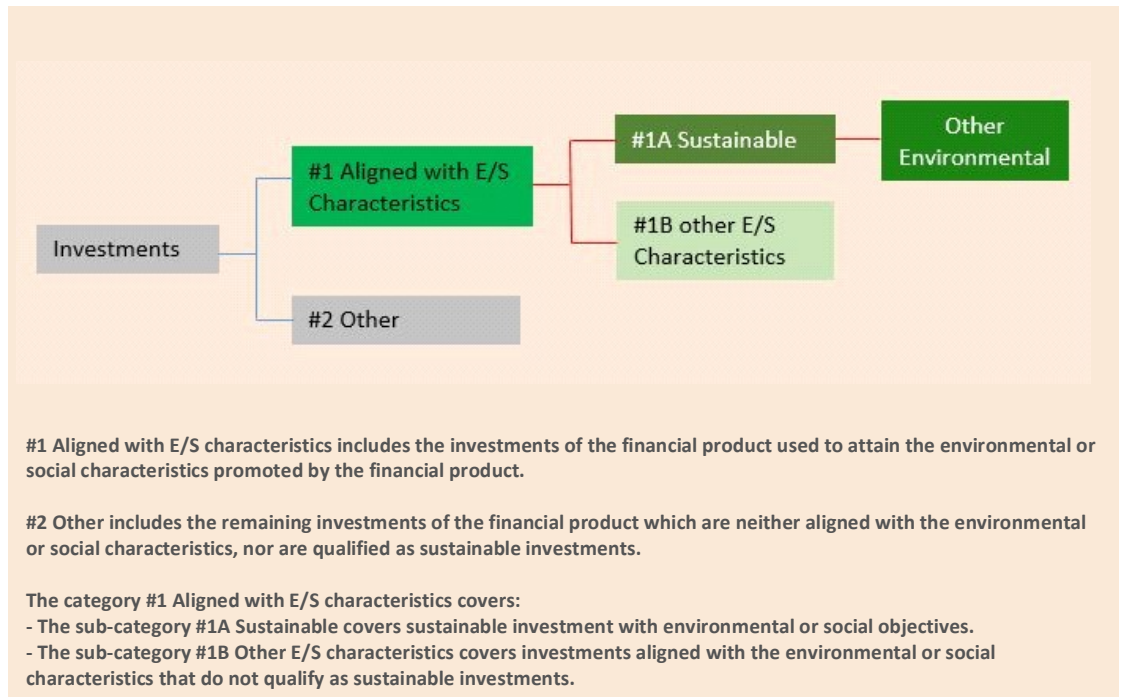 Other
Environmental
#1A Sustainable
#1 Aligned with E/S
Characteristics
#1B other E/S
Characteristics
Investments
#2 Other
#1 Aligned with E/S characteristics includes the investments of the financial product used to attain the environmental or
social characteristics promoted by the financial product.
#2 Other includes the remaining investments of the financial product which are neither aligned with the environmental
or social characteristics, nor are qualified as sustainable investments.
The category #1 Aligned with E/S characteristics covers:
- The sub-category #1A Sustainable covers sustainable investment with environmental or social objectives.
- The sub-category #1B Other E/S characteristics covers investments aligned with the environmental or social
characteristics that do not qualify as sustainable investments.